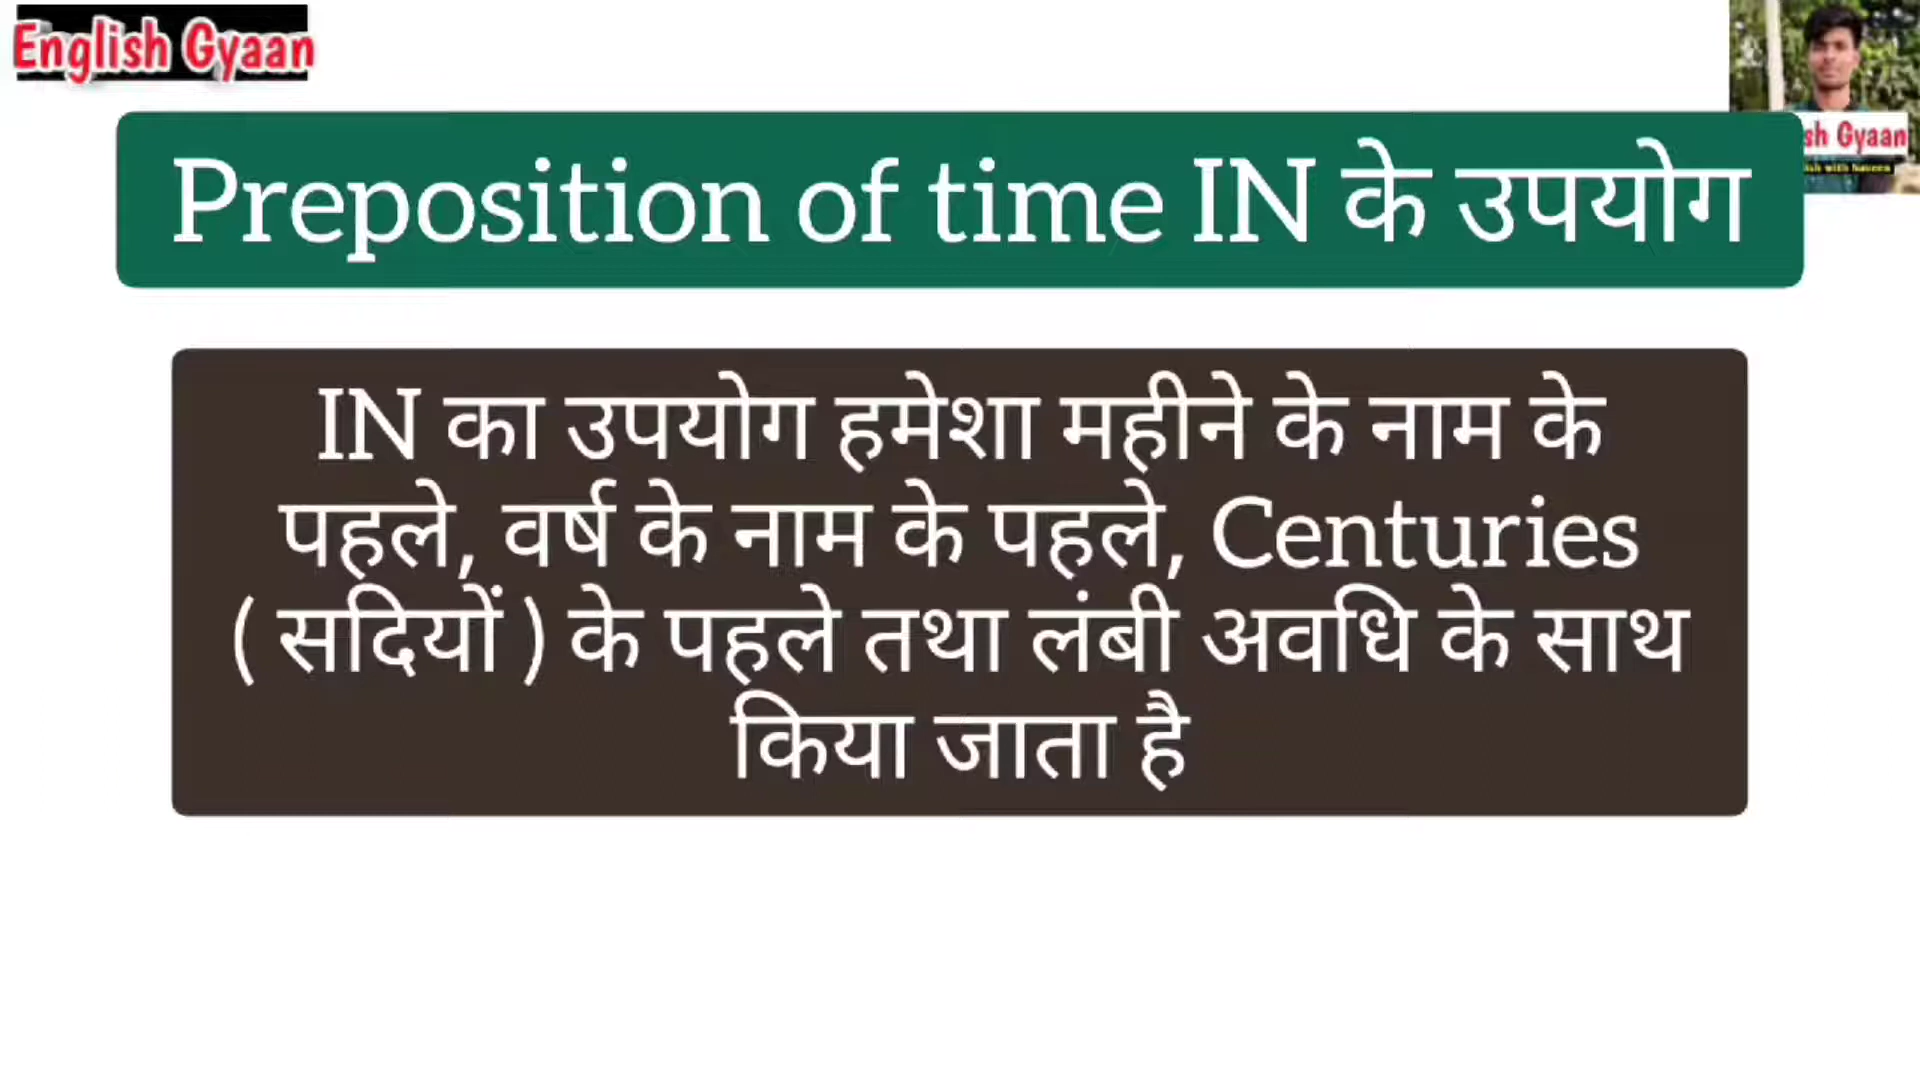 English Gyaan
sh Gyaan
Preposition of time IN के उपयोग
IN का उपयोग हमेशा महीने के नाम के
पहले, वर्ष के नाम के पहले, Centuries
( सदियों ) के पहले तथा लंबी अवधि के साथ
किया जाता है